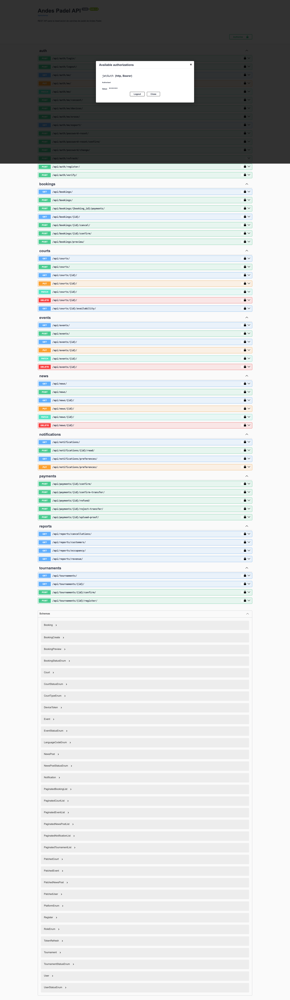 Andes Padel API 1.0.0 OAS 3.0
/api/schema/
REST API para la reservacion de canchas de padel de Andes Padel.
Authorize
auth
POST /api/auth/login/
Available authorizations
POST /api/auth/logout/
GET /api/auth/me/
jwtAuth (http, Bearer)
PUT /api/auth/me/
Authorized
Value: ******
PATCH /api/auth/me/
Logout Close
POST /api/auth/me/consent/
POST /api/auth/me/devices/
POST /api/auth/me/erase/
GET /api/auth/me/export/
POST /api/auth/password-reset/
POST /api/auth/password-reset/confirm/
POST /api/auth/password/change/
POST /api/auth/refresh/
POST /api/auth/register/
POST /api/auth/verify/
bookings
GET /api/bookings/
POST /api/bookings/
POST /api/bookings/{booking_id}/payments/
GET /api/bookings/{id}/
POST /api/bookings/{id}/cancel/
POST /api/bookings/{id}/confirm/
POST /api/bookings/preview/
courts
GET /api/courts/
POST /api/courts/
GET /api/courts/{id}/
PUT /api/courts/{id}/
PATCH /api/courts/{id}/
DELETE /api/courts/{id}/
GET /api/courts/{id}/availability/
events
GET /api/events/
POST /api/events/
GET /api/events/{id}/
PUT /api/events/{id}/
PATCH /api/events/{id}/
DELETE /api/events/{id}/
news
GET /api/news/
POST /api/news/
GET /api/news/{id}/
PUT /api/news/{id}/
PATCH /api/news/{id}/
DELETE /api/news/{id}/
notifications
GET /api/notifications/
POST /api/notifications/{id}/read/
GET /api/notifications/preferences/
PUT /api/notifications/preferences/
payments
POST /api/payments/{id}/confirm/
POST /api/payments/{id}/confirm-transfer/
POST /api/payments/{id}/refund/
POST /api/payments/{id}/reject-transfer/
POST /api/payments/{id}/upload-proof/
reports
GET /api/reports/cancellations/
GET /api/reports/customers/
GET /api/reports/occupancy/
GET /api/reports/revenue/
tournaments
GET /api/tournaments/
GET /api/tournaments/{id}/
POST /api/tournaments/{id}/confirm/
POST /api/tournaments/{id}/register/
Schemas
Booking
BookingCreate
BookingPreview
BookingStatusEnum
Court
CourtStatusEnum
CourtTypeEnum
DeviceToken
Event
EventStatusEnum
LanguageCodeEnum
NewsPost
NewsPostStatusEnum
Notification
PaginatedBookingList
PaginatedCourtList
PaginatedEventList
PaginatedNewsPostList
PaginatedNotificationList
PaginatedTournamentList
PatchedCourt
PatchedEvent
PatchedNewsPost
PatchedUser
PlatformEnum
Register
RoleEnum
TokenRefresh
Tournament
TournamentStatusEnum
User
UserStatusEnum